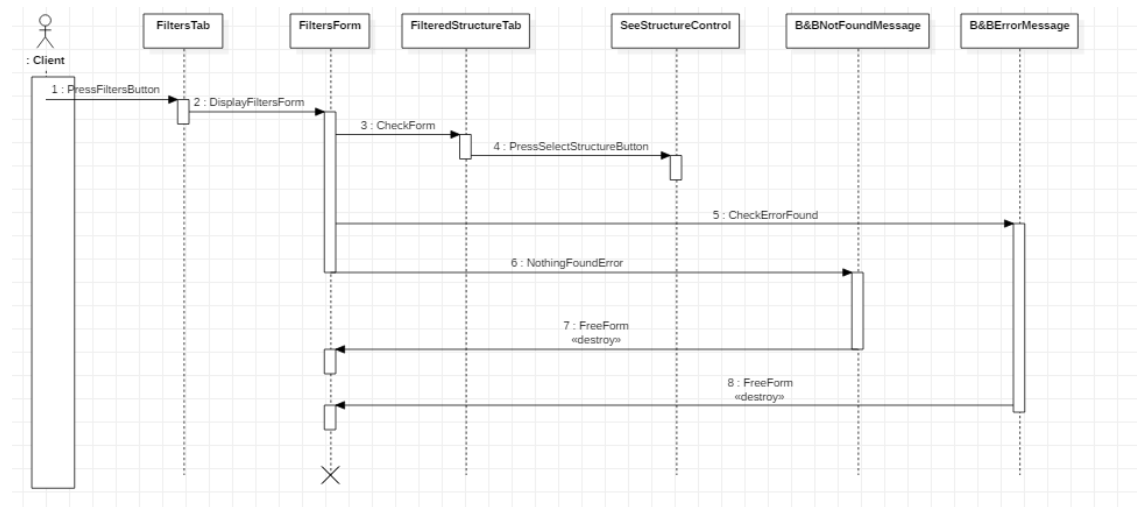 FiltersTab
FiltersForm
FilteredStructureTab
SeeStructureControl
B&BNotFoundMessage
B&BErrorMessage
: Client
1 : PressFiltersButton
2 : DisplayFiltersForm
3 : CheckForm
4 : PressSelectStructureButton
5 : CheckErrorFound
6 : NothingFoundError
7 : FreeForm
«destroy»
8 : FreeForm
«destroy»